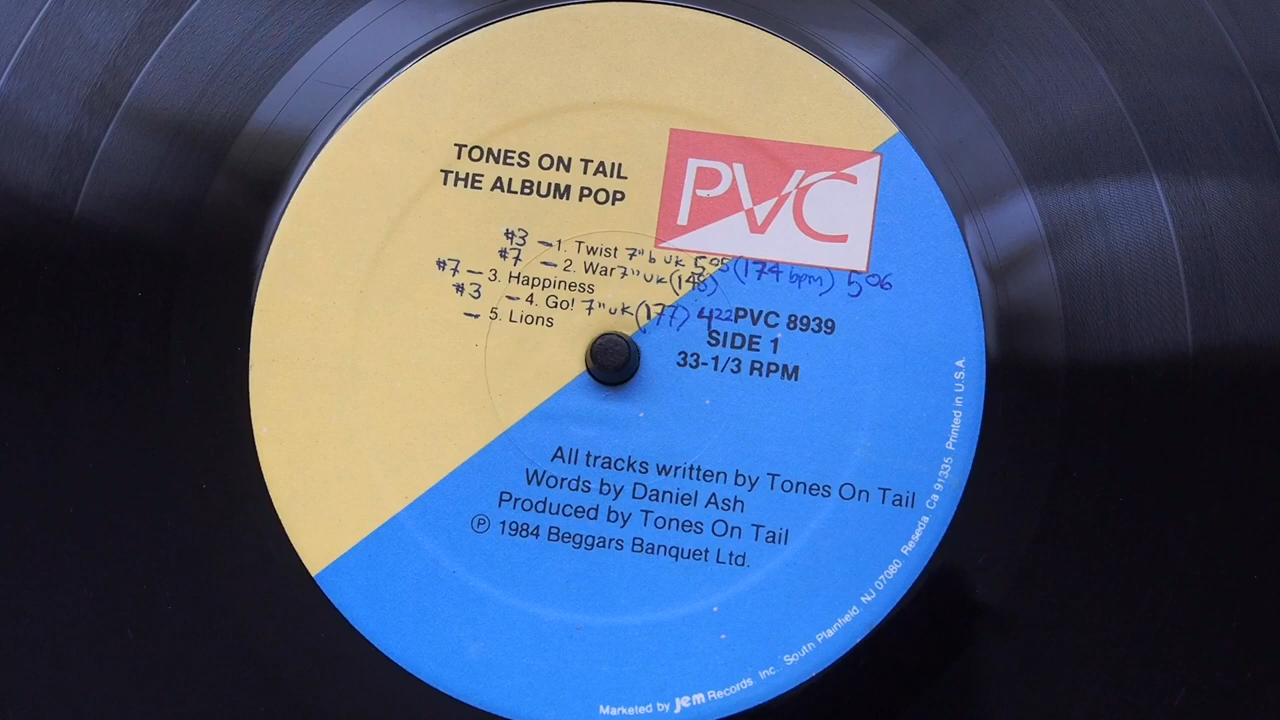 TONES ON TAIL
THE ALBUM POP
PVC
#3 – 1. Twist 7" b uk 5 05 (174 bpm) 5 06
#7 – 2. War 7" uk (148)
#7 – 3. Happiness
#3 – 4. Go! 7" uk (177) 4 22
– 5. Lions
PVC 8939
SIDE 1
33-1/3 RPM
All tracks written by Tones On Tail
Words by Daniel Ash
Produced by Tones On Tail
℗ 1984 Beggars Banquet Ltd.
Marketed by jem Records, Inc., South Plainfield, NJ 07080 Reseda, Ca 91335 Printed in U.S.A.